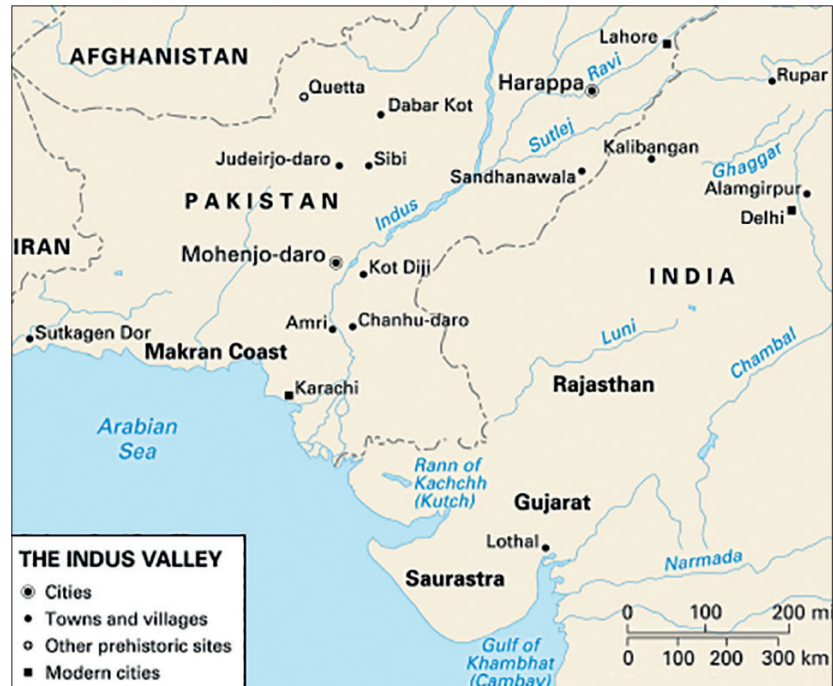 AFGHANISTAN
Lahore
Quetta
Harappa
Ravi
Rupar
Dabar Kot
Sutlej
Kalibangan
Judeirjo-daro
Sibi
Sandhanawala
Ghaggar
Alamgirpur
PAKISTAN
Indus
Delhi
IRAN
Mohenjo-daro
Kot Diji
INDIA
Sutkagen Dor
Amri
Chanhu-daro
Luni
Makran Coast
Chambal
Karachi
Rajasthan
Arabian
Sea
Rann of
Kachchh
(Kutch)
Gujarat
Lothal
Narmada
Saurastra
THE INDUS VALLEY
Cities
Towns and villages
Other prehistoric sites
Modern cities
Gulf of
Khambhat
(Cambay)
0 100 200 mi
0 100 200 300 km